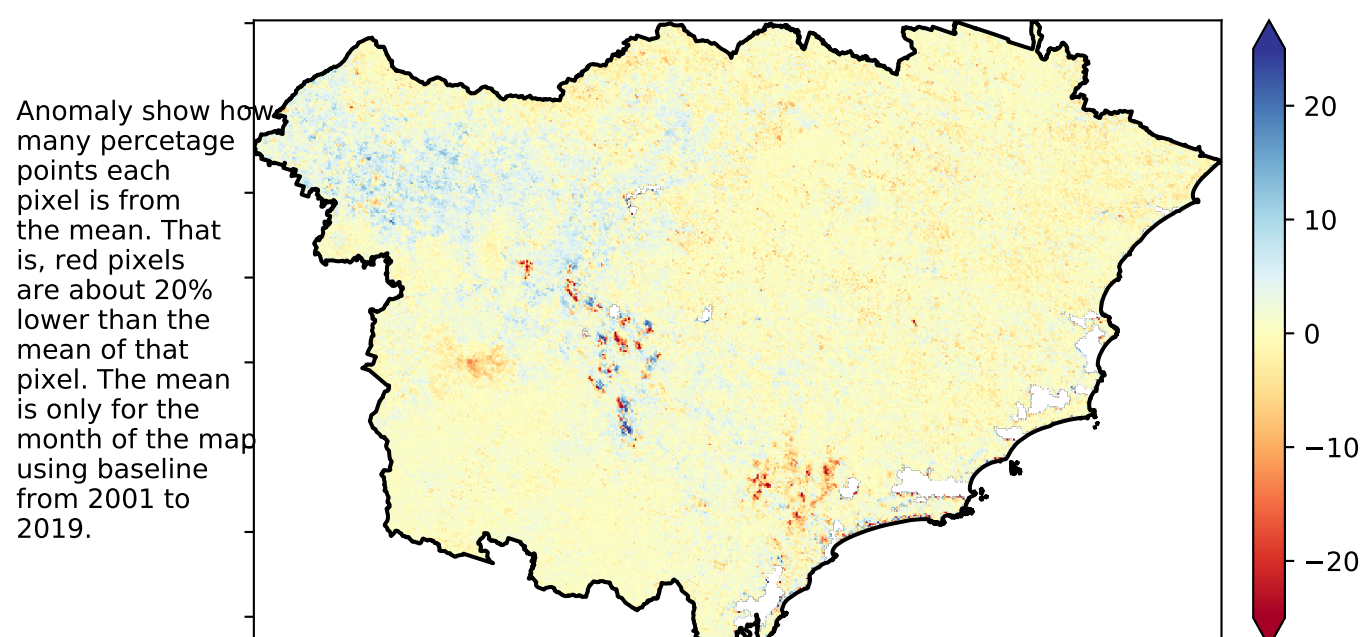 Anomaly show how
many percetage
points each
pixel is from
the mean. That
is, red pixels
are about 20%
lower than the
mean of that
pixel. The mean
is only for the
month of the map
using baseline
from 2001 to
2019.
20
10
0
−10
−20